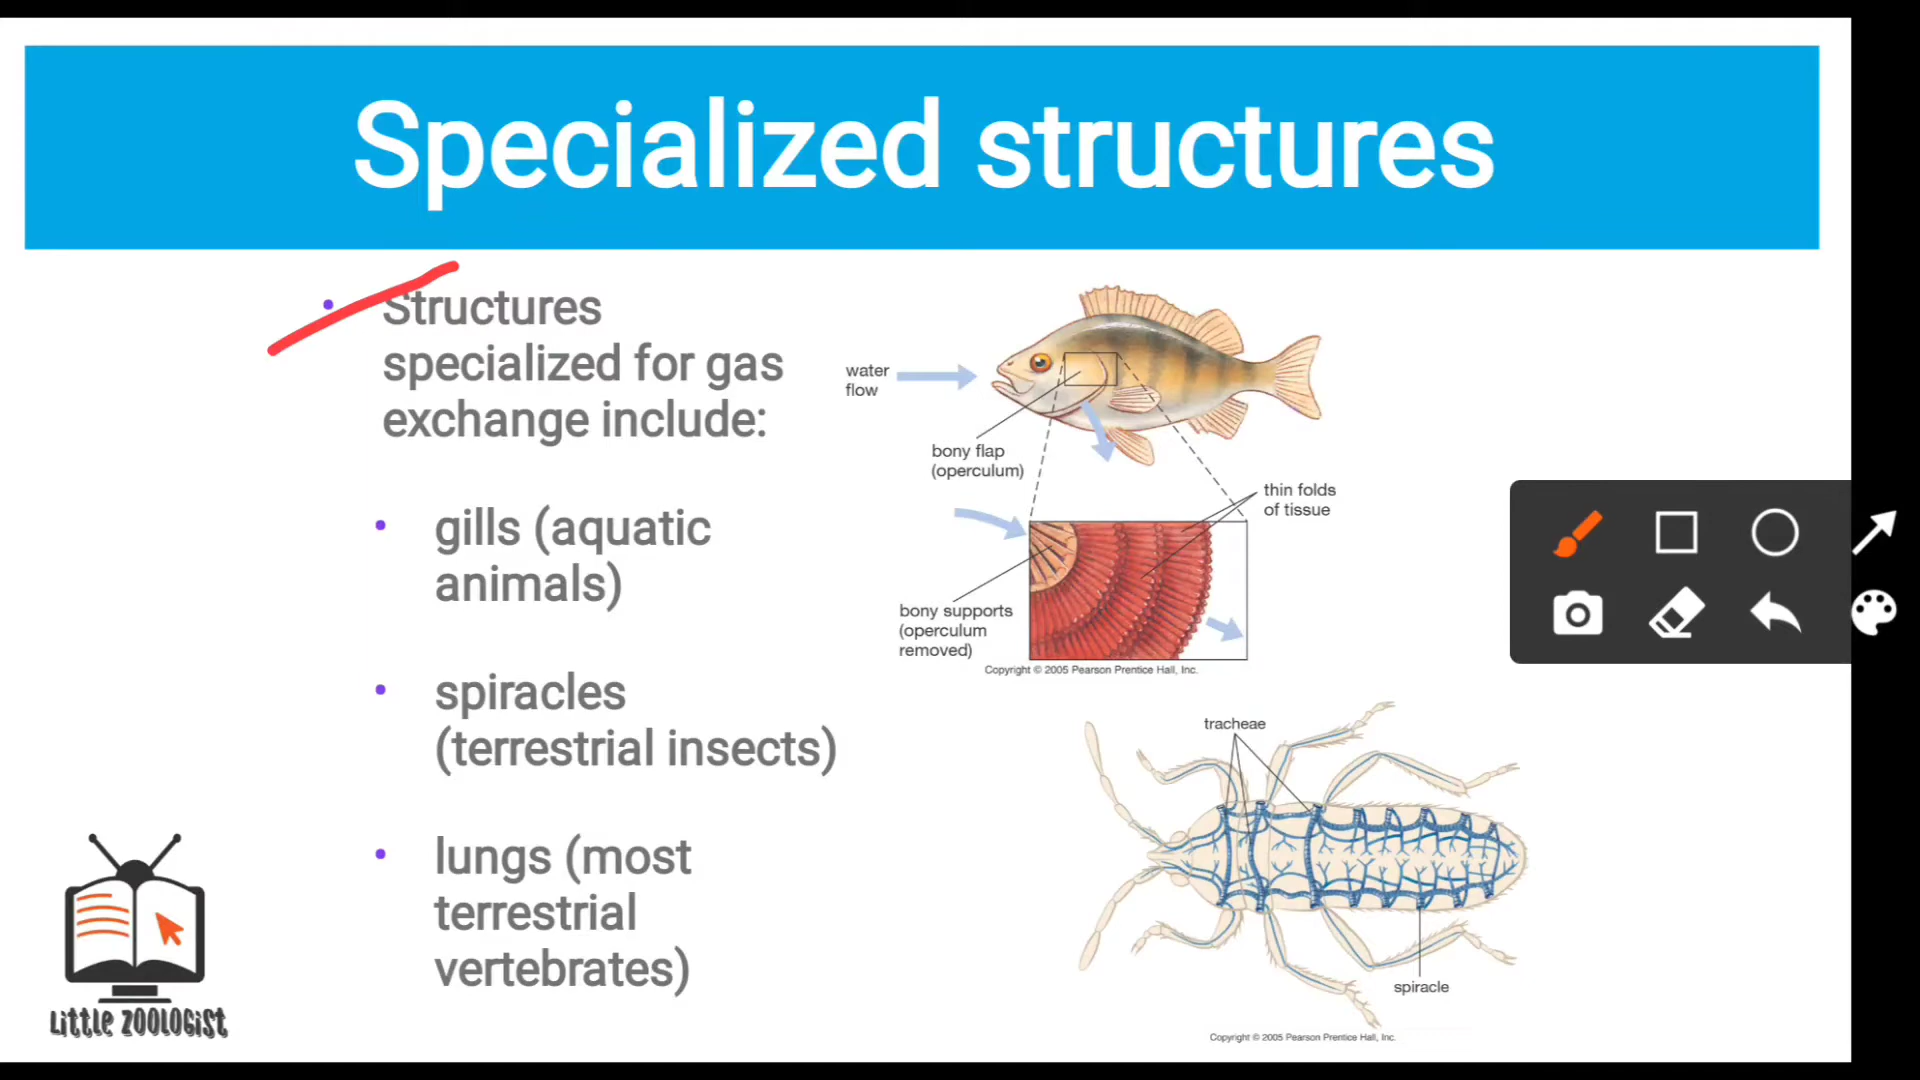 Specialized structures
Structures
specialized for gas
exchange include:
gills (aquatic
animals)
spiracles
(terrestrial insects)
lungs (most
terrestrial
vertebrates)
water
flow
bony flap
(operculum)
thin folds
of tissue
bony supports
(operculum
removed)
Copyright © 2005 Pearson Prentice Hall, Inc.
tracheae
spiracle
Copyright © 2005 Pearson Prentice Hall, Inc.
Little Zoologist